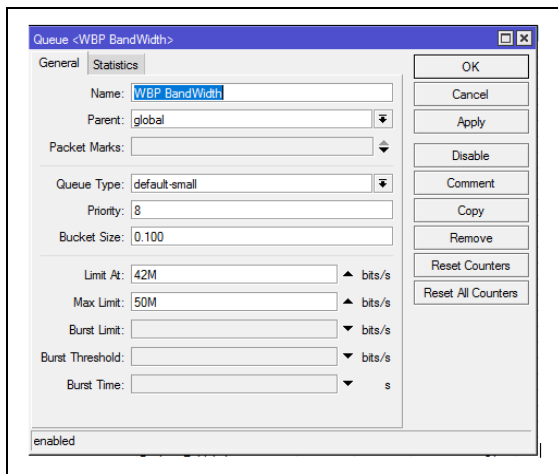 Queue <WBP BandWidth>
General Statistics
Name: WBP BandWidth
Parent: global
Packet Marks:
Queue Type: default-small
Priority: 8
Bucket Size: 0.100
Limit At: 42M bits/s
Max Limit: 50M bits/s
Burst Limit: bits/s
Burst Threshold: bits/s
Burst Time: s
enabled
OK
Cancel
Apply
Disable
Comment
Copy
Remove
Reset Counters
Reset All Counters